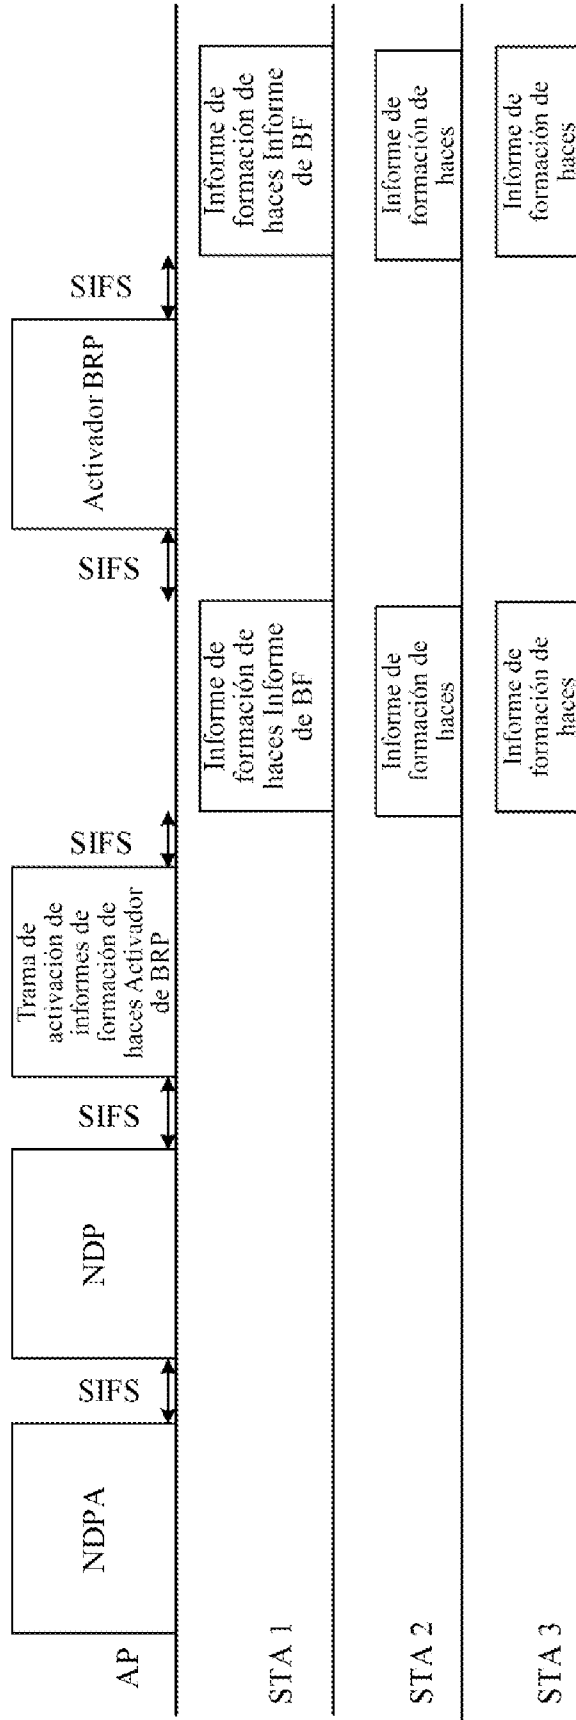 AP
NDPA
SIFS
NDP
SIFS
Trama de
activación de
informes de
formación de
haces Activador
de BRP
SIFS
SIFS
Activador BRP
SIFS
STA 1
Informe de
formación de
haces Informe
de BF
Informe de
formación de
haces Informe
de BF
STA 2
Informe de
formación de
haces
Informe de
formación de
haces
STA 3
Informe de
formación de
haces
Informe de
formación de
haces